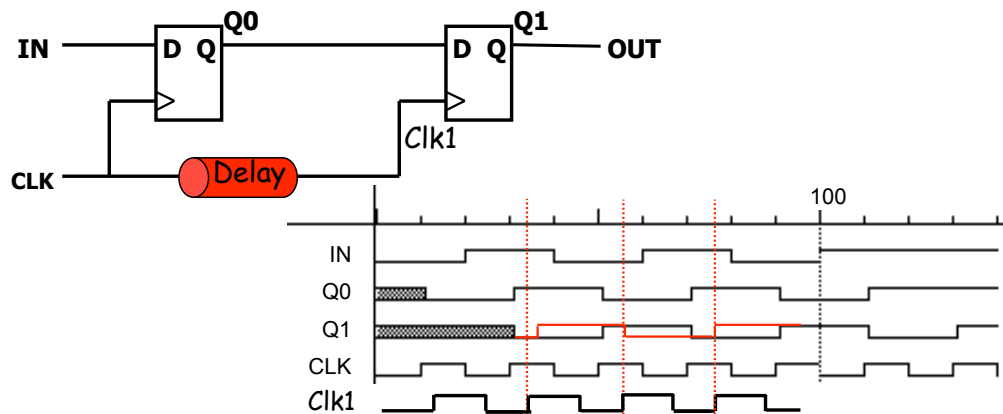 Q0
Q1
IN
D Q
D Q
OUT
Clk1
CLK
Delay
100
IN
Q0
Q1
CLK
Clk1